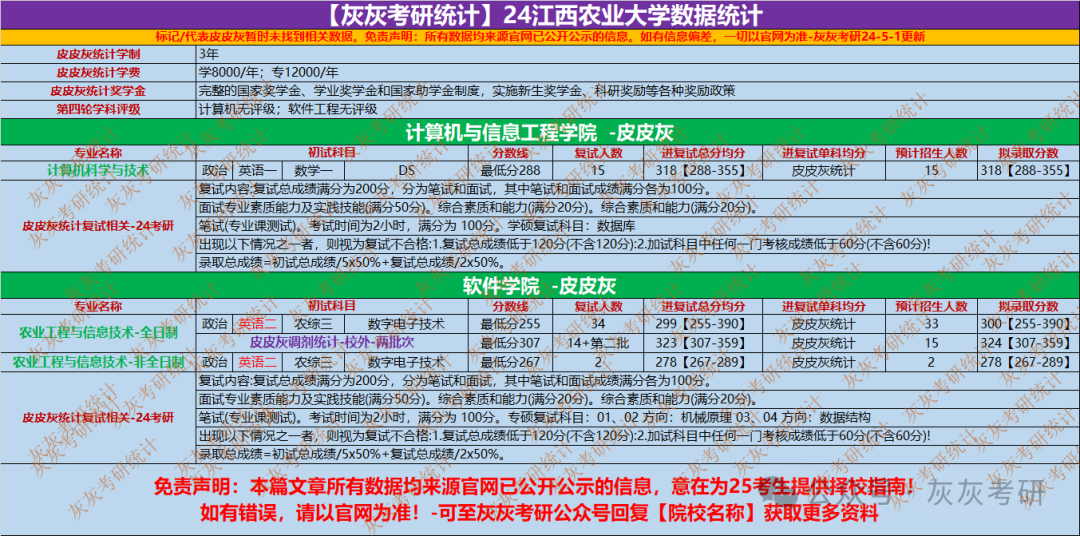 【灰灰考研统计】24江西农业大学数据统计
标记/代表皮皮灰暂时未找到相关数据。免责声明：所有数据均来源官网已公开公示的信息。如有信息偏差，一切以官网为准-灰灰考研24-5-1更新
皮皮灰统计学制 3年
皮皮灰统计学费 学8000/年；专12000/年
皮皮灰统计奖学金 完整的国家奖学金、学业奖学金和国家助学金制度，实施新生奖学金、科研奖励等各种奖励政策
第四轮学科评级 计算机无评级；软件工程无评级
计算机与信息工程学院 -皮皮灰
专业名称 初试科目 分数线 复试人数 进复试总分均分 进复试单科均分 预计招生人数 拟录取分数
计算机科学与技术 政治 英语一 数学一 DS 最低分288 15 318【288-355】 皮皮灰统计 15 318【288-355】
皮皮灰统计复试相关-24考研
复试内容:复试总成绩满分为200分，分为笔试和面试，其中笔试和面试成绩满分各为100分。
面试专业素质能力及实践技能(满分50分)。综合素质和能力(满分20分)。综合素质和能力(满分20分)。
笔试(专业课测试)。考试时间为2小时，满分为 100分。学硕复试科目：数据库
出现以下情况之一者，则视为复试不合格:1.复试总成绩低于120分(不含120分):2.加试科目中任何一门考核成绩低于60分(不含60分)!
录取总成绩=初试总成绩/5x50%+复试总成绩/2x50%。
软件学院 -皮皮灰
专业名称 初试科目 分数线 复试人数 进复试总分均分 进复试单科均分 预计招生人数 拟录取分数
农业工程与信息技术-全日制 政治 英语二 农综三 数字电子技术 最低分255 34 299【255-390】 皮皮灰统计 33 300【255-390】
皮皮灰调剂统计-校外-两批次 最低分307 14+第二批 323【307-359】 皮皮灰统计 15 324【307-359】
农业工程与信息技术-非全日制 政治 英语二 农综三 数字电子技术 最低分267 2 278【267-289】 皮皮灰统计 2 278【267-289】
皮皮灰统计复试相关-24考研
复试内容:复试总成绩满分为200分，分为笔试和面试，其中笔试和面试成绩满分各为100分。
面试专业素质能力及实践技能(满分50分)。综合素质和能力(满分20分)。综合素质和能力(满分20分)。
笔试(专业课测试)。考试时间为2小时，满分为 100分。专硕复试科目：01、02 方向：机械原理 03、04 方向：数据结构
出现以下情况之一者，则视为复试不合格:1.复试总成绩低于120分(不含120分):2.加试科目中任何一门考核成绩低于60分(不含60分)!
录取总成绩=初试总成绩/5x50%+复试总成绩/2x50%。
免责声明：本篇文章所有数据均来源官网已公开公示的信息，意在为25考生提供择校指南！
如有错误，请以官网为准！-可至灰灰考研公众号回复【院校名称】获取更多资料
公众号 · 灰灰考研
灰灰考研统计